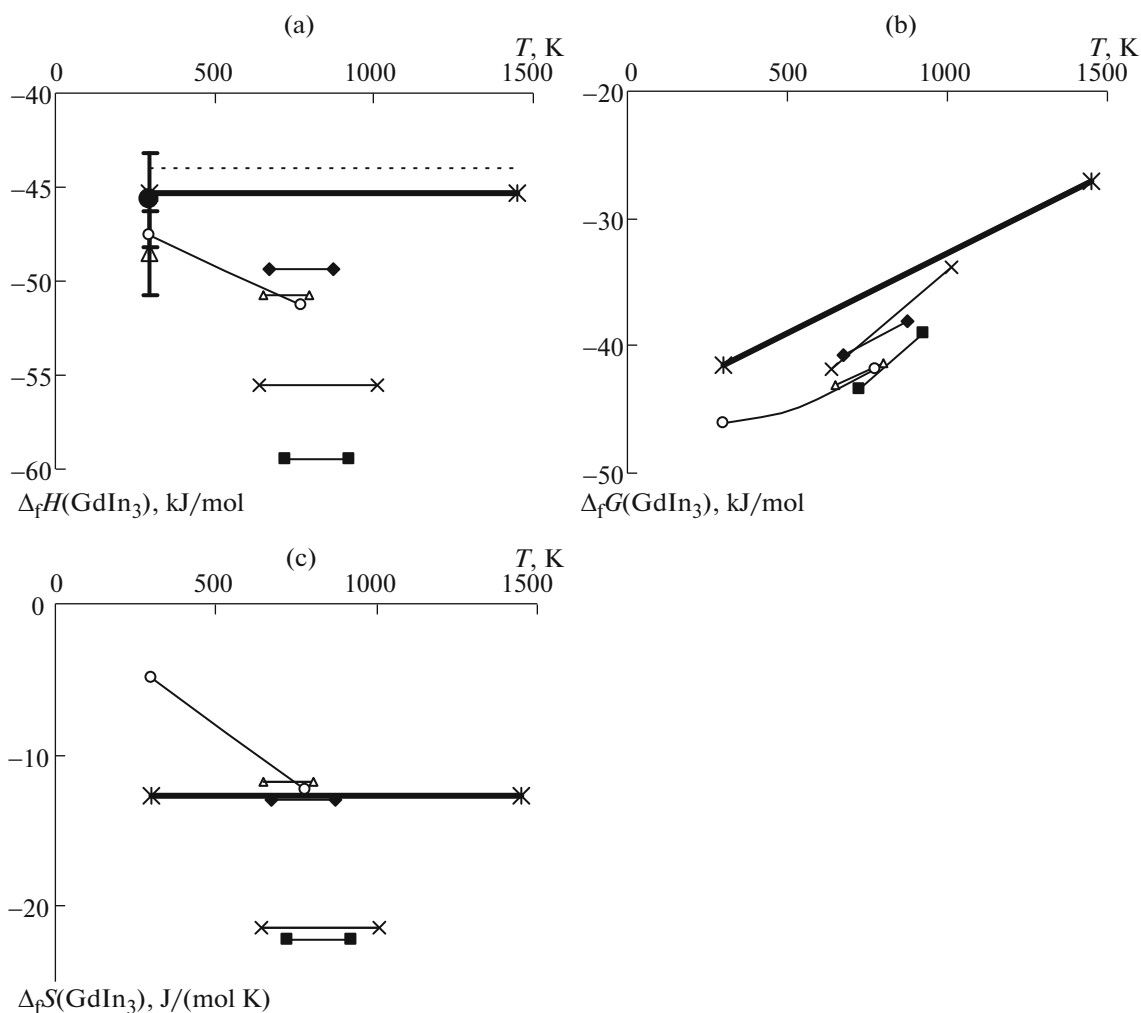 (a)
T, K
0 500 1000 1500
−40
−45
−50
−55
−60
ΔfH(GdIn3), kJ/mol
(b)
T, K
0 500 1000 1500
−20
−30
−40
−50
ΔfG(GdIn3), kJ/mol
(c)
T, K
0 500 1000 1500
0
−10
−20
ΔfS(GdIn3), J/(mol K)